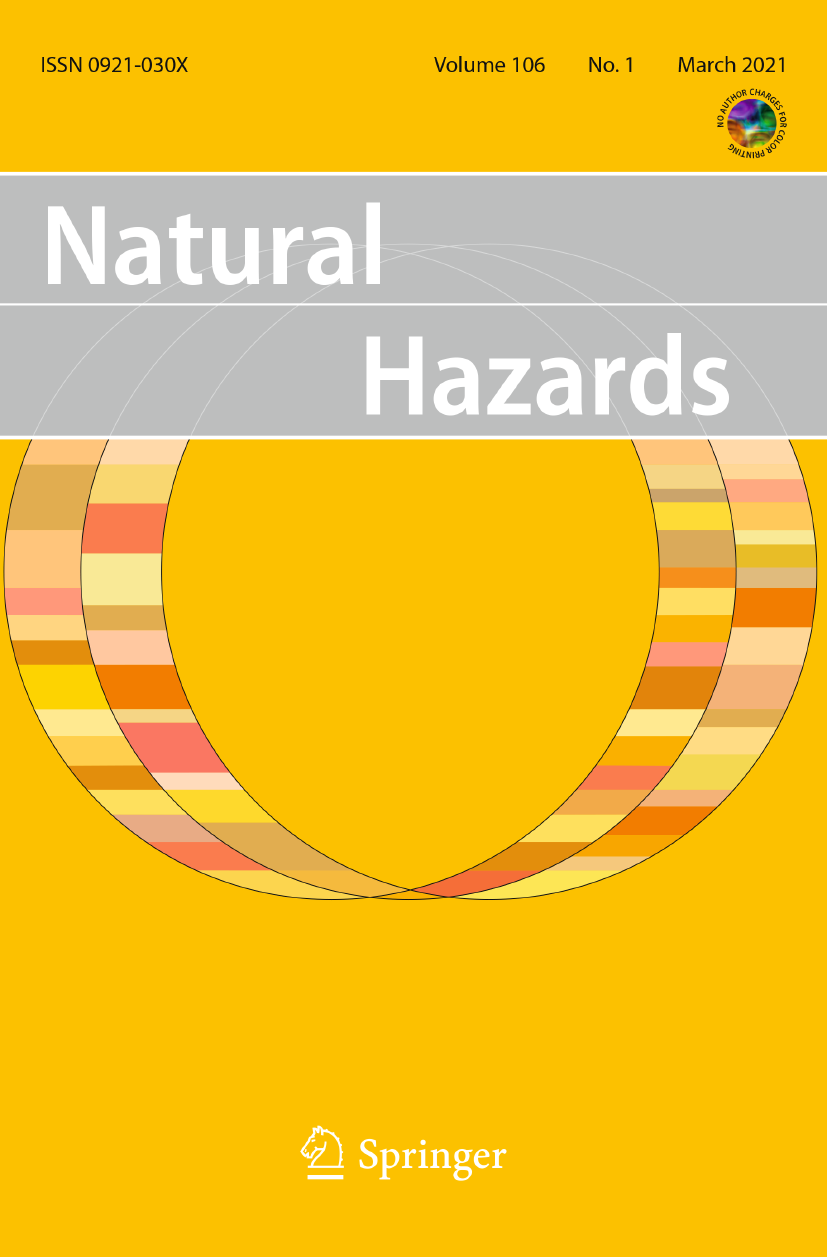 ISSN 0921-030X Volume 106 No. 1 March 2021
NO AUTHOR CHARGES FOR COLOR PRINTING
Natural
Hazards
Springer